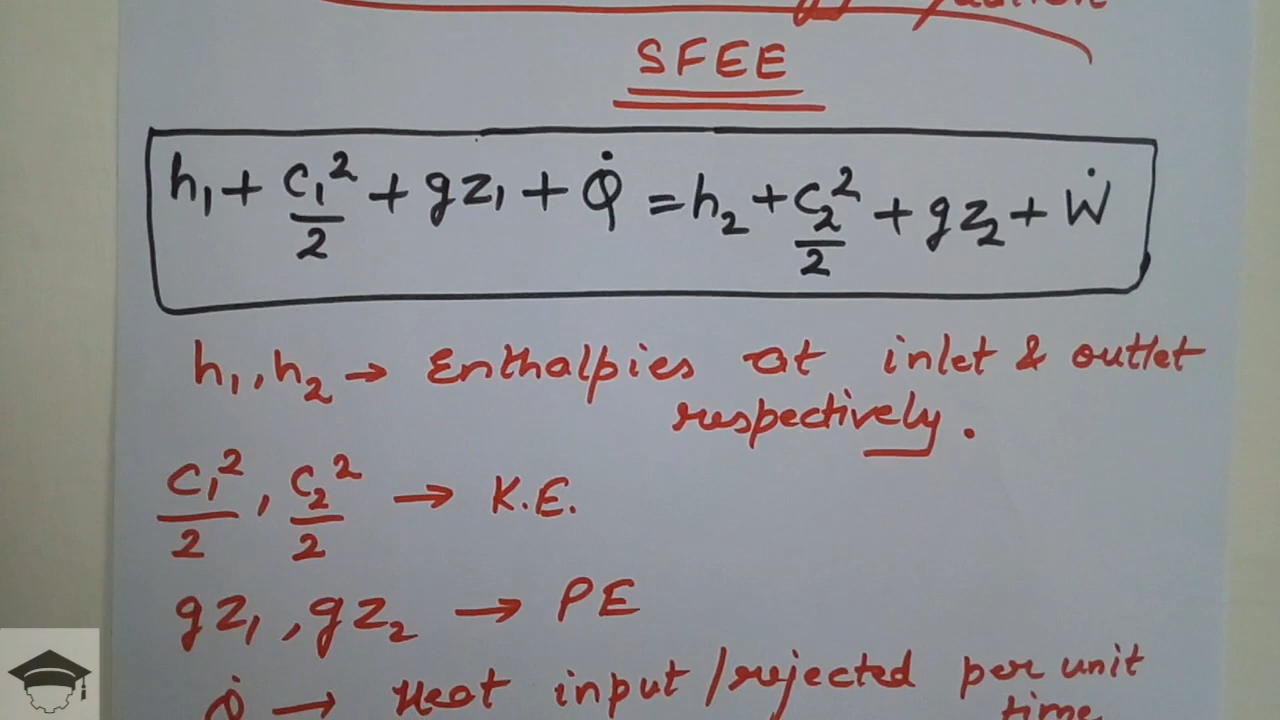 SFEE
h₁ + C₁²/2 + gz₁ + Q̇ = h₂ + C₂²/2 + gz₂ + Ẇ
h₁, h₂ → Enthalpies at inlet & outlet
respectively.
C₁²/2, C₂²/2 → K.E.
gz₁, gz₂ → PE
Q̇ → Heat input / rejected per unit
time